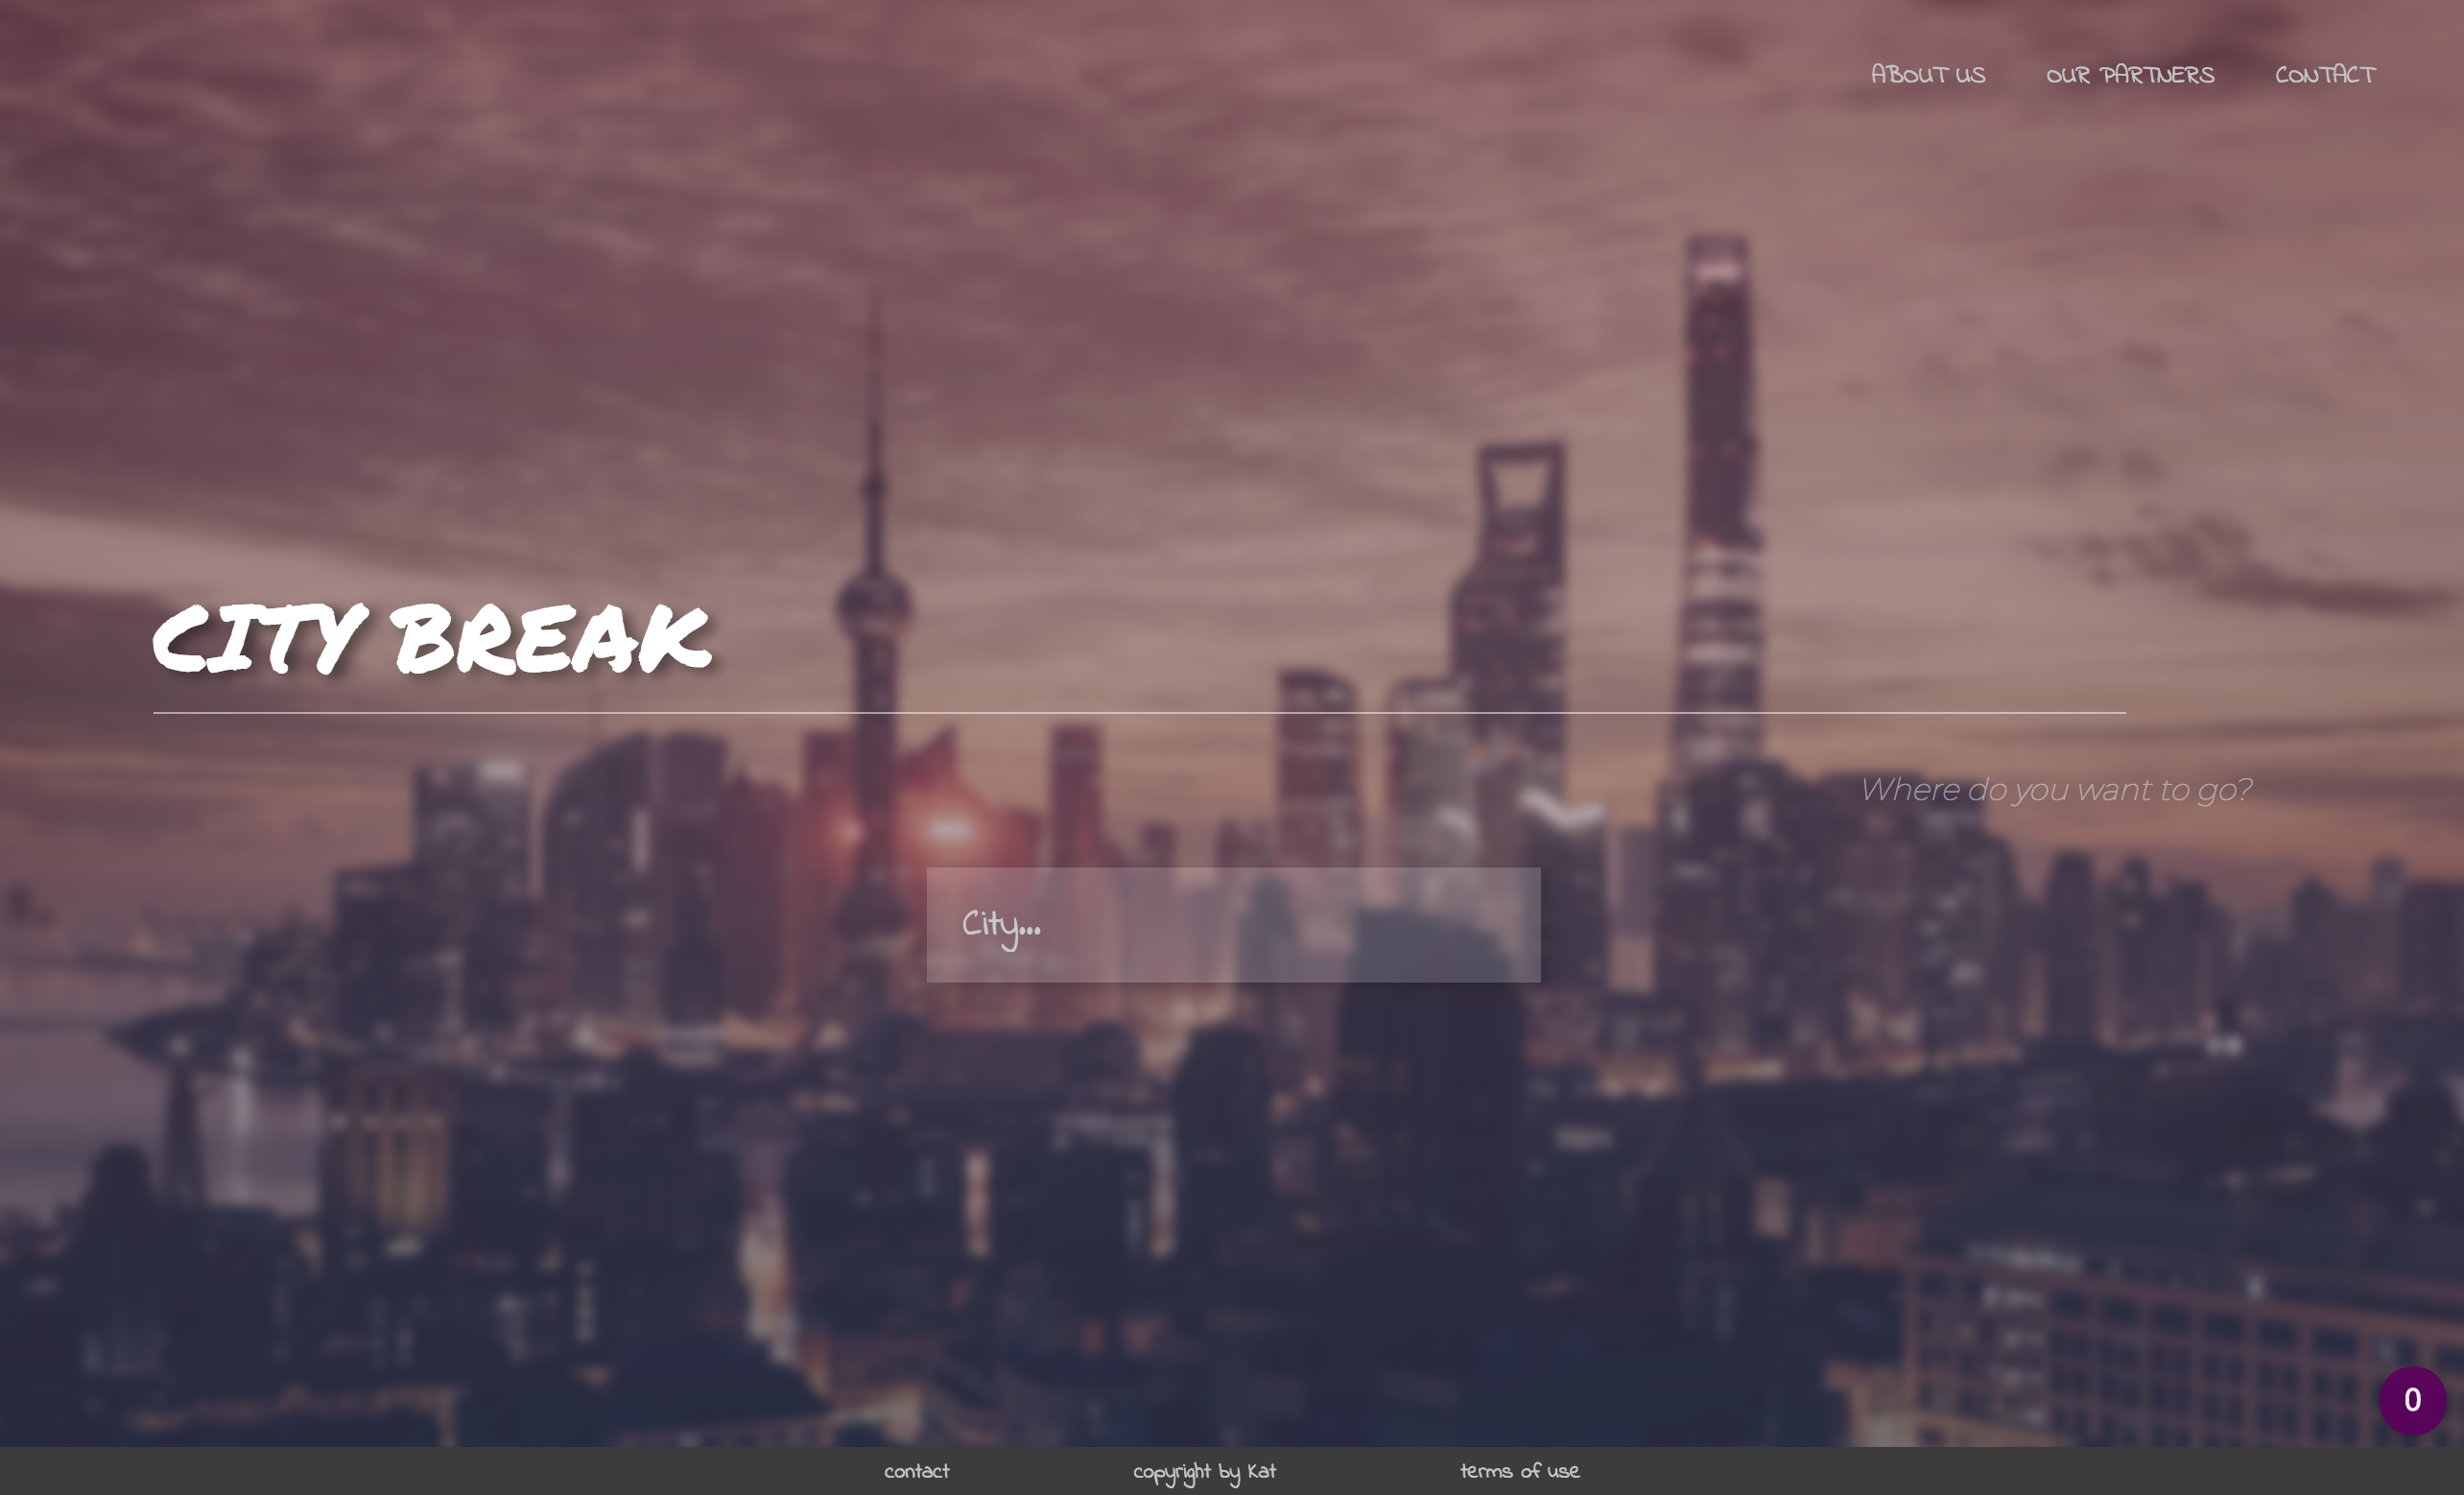 ABOUT US OUR PARTNERS CONTACT
CITY BREAK
Where do you want to go?
City...
0
contact copyright by Kat terms of use